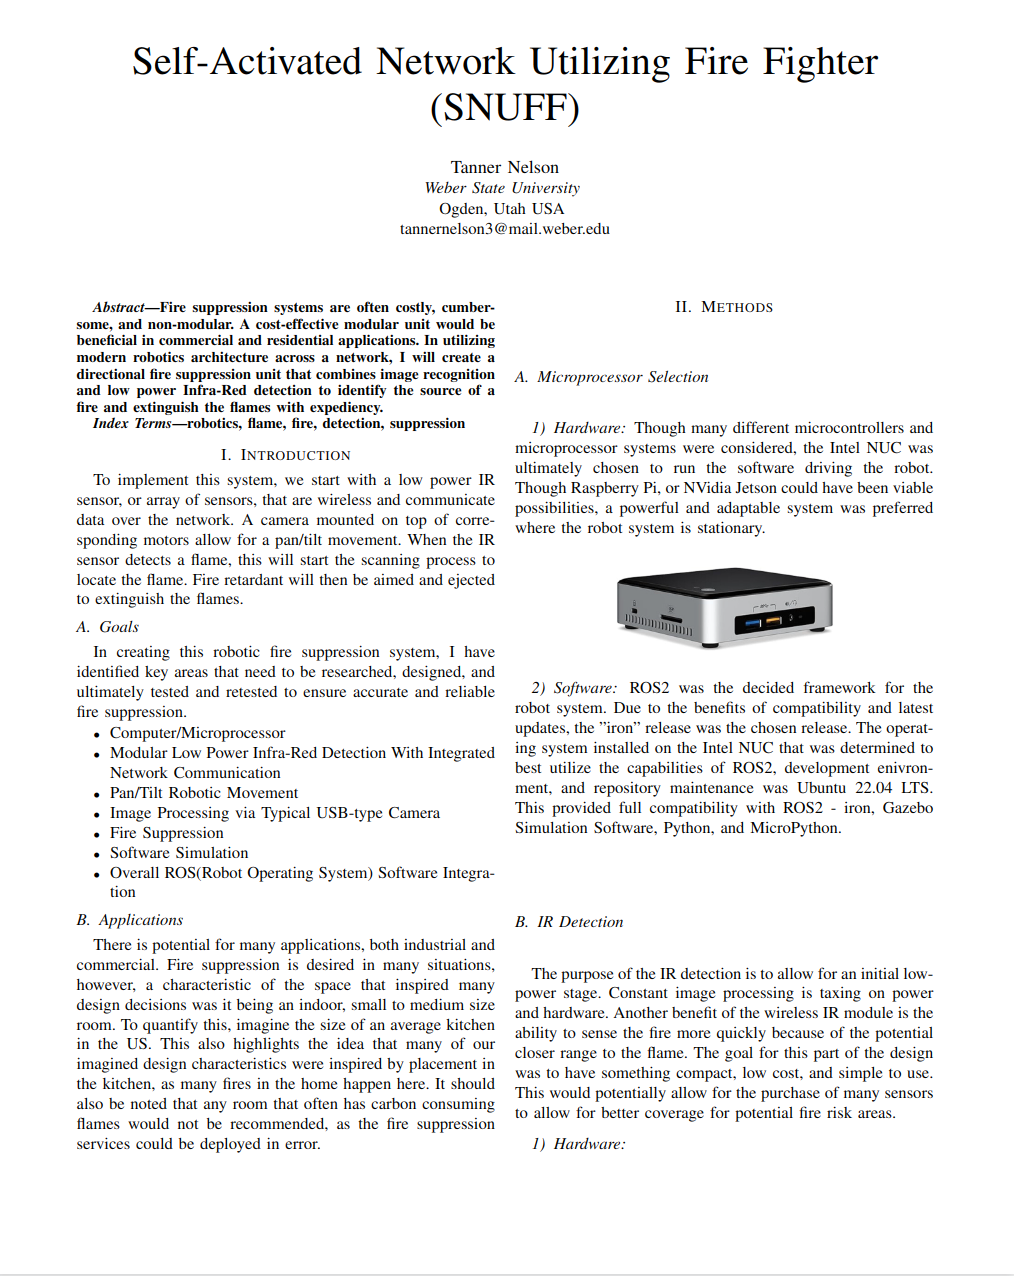 Self-Activated Network Utilizing Fire Fighter
(SNUFF)
Tanner Nelson
Weber State University
Ogden, Utah USA
tannernelson3@mail.weber.edu
Abstract—Fire suppression systems are often costly, cumber-
some, and non-modular. A cost-effective modular unit would be
beneficial in commercial and residential applications. In utilizing
modern robotics architecture across a network, I will create a
directional fire suppression unit that combines image recognition
and low power Infra-Red detection to identify the source of a
fire and extinguish the flames with expediency.
Index Terms—robotics, flame, fire, detection, suppression
I. INTRODUCTION
To implement this system, we start with a low power IR
sensor, or array of sensors, that are wireless and communicate
data over the network. A camera mounted on top of corre-
sponding motors allow for a pan/tilt movement. When the IR
sensor detects a flame, this will start the scanning process to
locate the flame. Fire retardant will then be aimed and ejected
to extinguish the flames.
A. Goals
In creating this robotic fire suppression system, I have
identified key areas that need to be researched, designed, and
ultimately tested and retested to ensure accurate and reliable
fire suppression.
• Computer/Microprocessor
• Modular Low Power Infra-Red Detection With Integrated
Network Communication
• Pan/Tilt Robotic Movement
• Image Processing via Typical USB-type Camera
• Fire Suppression
• Software Simulation
• Overall ROS(Robot Operating System) Software Integra-
tion
B. Applications
There is potential for many applications, both industrial and
commercial. Fire suppression is desired in many situations,
however, a characteristic of the space that inspired many
design decisions was it being an indoor, small to medium size
room. To quantify this, imagine the size of an average kitchen
in the US. This also highlights the idea that many of our
imagined design characteristics were inspired by placement in
the kitchen, as many fires in the home happen here. It should
also be noted that any room that often has carbon consuming
flames would not be recommended, as the fire suppression
services could be deployed in error.
II. METHODS
A. Microprocessor Selection
1) Hardware: Though many different microcontrollers and
microprocessor systems were considered, the Intel NUC was
ultimately chosen to run the software driving the robot.
Though Raspberry Pi, or NVidia Jetson could have been viable
possibilities, a powerful and adaptable system was preferred
where the robot system is stationary.
2) Software: ROS2 was the decided framework for the
robot system. Due to the benefits of compatibility and latest
updates, the ”iron” release was the chosen release. The operat-
ing system installed on the Intel NUC that was determined to
best utilize the capabilities of ROS2, development enivron-
ment, and repository maintenance was Ubuntu 22.04 LTS.
This provided full compatibility with ROS2 - iron, Gazebo
Simulation Software, Python, and MicroPython.
B. IR Detection
The purpose of the IR detection is to allow for an initial low-
power stage. Constant image processing is taxing on power
and hardware. Another benefit of the wireless IR module is the
ability to sense the fire more quickly because of the potential
closer range to the flame. The goal for this part of the design
was to have something compact, low cost, and simple to use.
This would potentially allow for the purchase of many sensors
to allow for better coverage for potential fire risk areas.
1) Hardware: